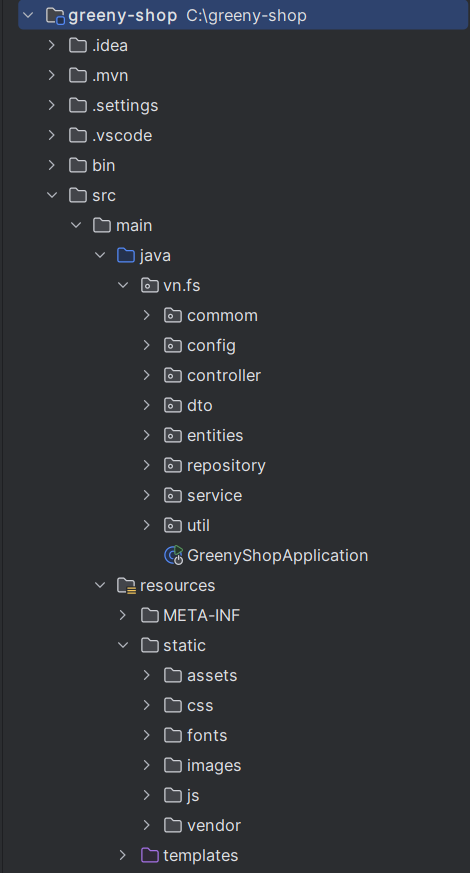 greeny-shop C:\greeny-shop
.idea
.mvn
.settings
.vscode
bin
src
main
java
vn.fs
commom
config
controller
dto
entities
repository
service
util
GreenyShopApplication
resources
META-INF
static
assets
css
fonts
images
js
vendor
templates